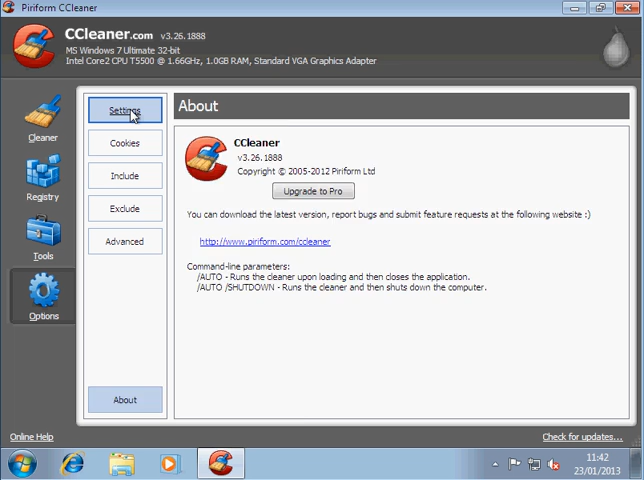 Piriform CCleaner
CCleaner.com v3.26.1888
MS Windows 7 Ultimate 32-bit
Intel Core2 CPU T5500 @ 1.66GHz, 1.0GB RAM, Standard VGA Graphics Adapter
Cleaner
Registry
Tools
Options
Settings
Cookies
Include
Exclude
Advanced
About
About
CCleaner
v3.26.1888
Copyright © 2005-2012 Piriform Ltd
Upgrade to Pro
You can download the latest version, report bugs and submit feature requests at the following website :)
http://www.piriform.com/ccleaner
Command-line parameters:
/AUTO - Runs the cleaner upon loading and then closes the application.
/AUTO /SHUTDOWN - Runs the cleaner and then shuts down the computer.
Online Help
Check for updates...
11:42
23/01/2013